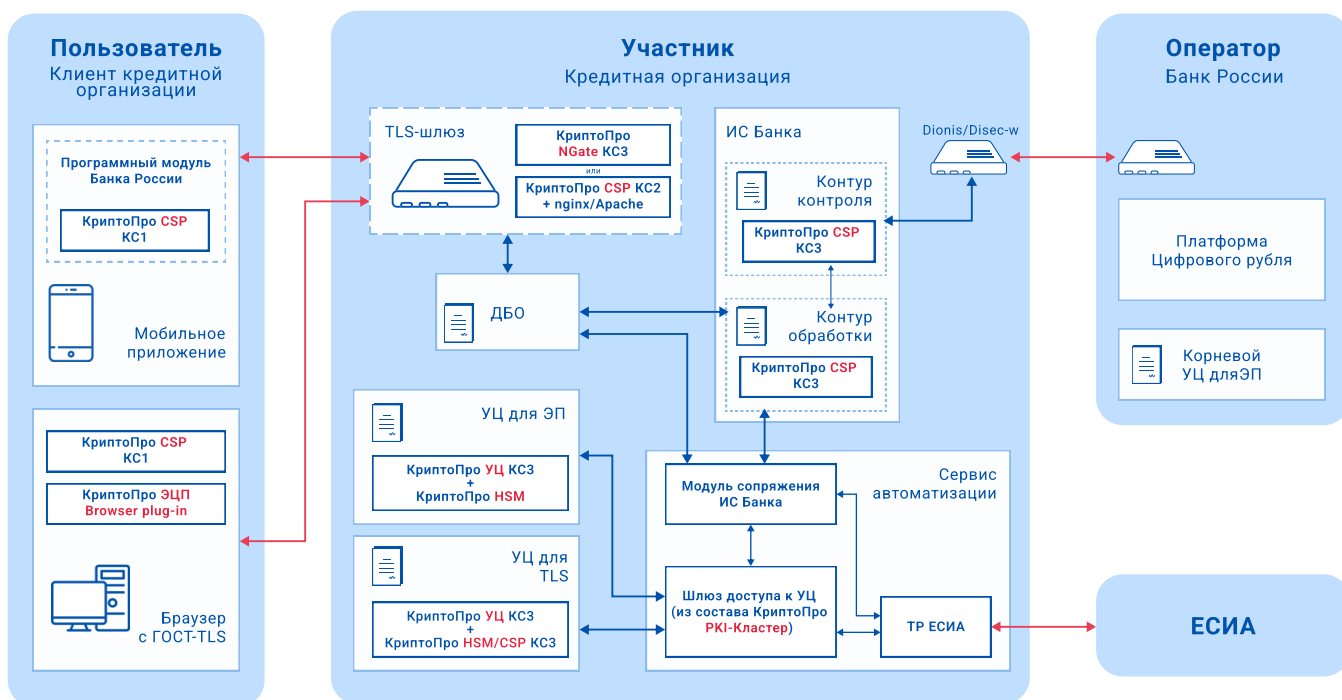 Пользователь
Клиент кредитной
организации
Программный модуль
Банка России
КриптоПро CSP
КС1
Мобильное
приложение
КриптоПро CSP
КС1
КриптоПро ЭЦП
Browser plug-in
Браузер
с ГОСТ-TLS
Участник
Кредитная организация
TLS-шлюз
КриптоПро
NGate КС3
или
КриптоПро CSP КС2
+ nginx/Apache
ДБО
ИС Банка
Контур
контроля
КриптоПро CSP
КС3
Контур
обработки
КриптоПро CSP
КС3
Dionis/Disec-w
УЦ для ЭП
КриптоПро УЦ КС3
+
КриптоПро HSM
УЦ для
TLS
КриптоПро УЦ КС3
+
КриптоПро HSM/CSP КС3
Сервис
автоматизации
Модуль сопряжения
ИС Банка
Шлюз доступа к УЦ
(из состава КриптоПро
PKI-Кластер)
ТР ЕСИА
Оператор
Банк России
Платформа
Цифрового рубля
Корневой
УЦ дляЭП
ЕСИА